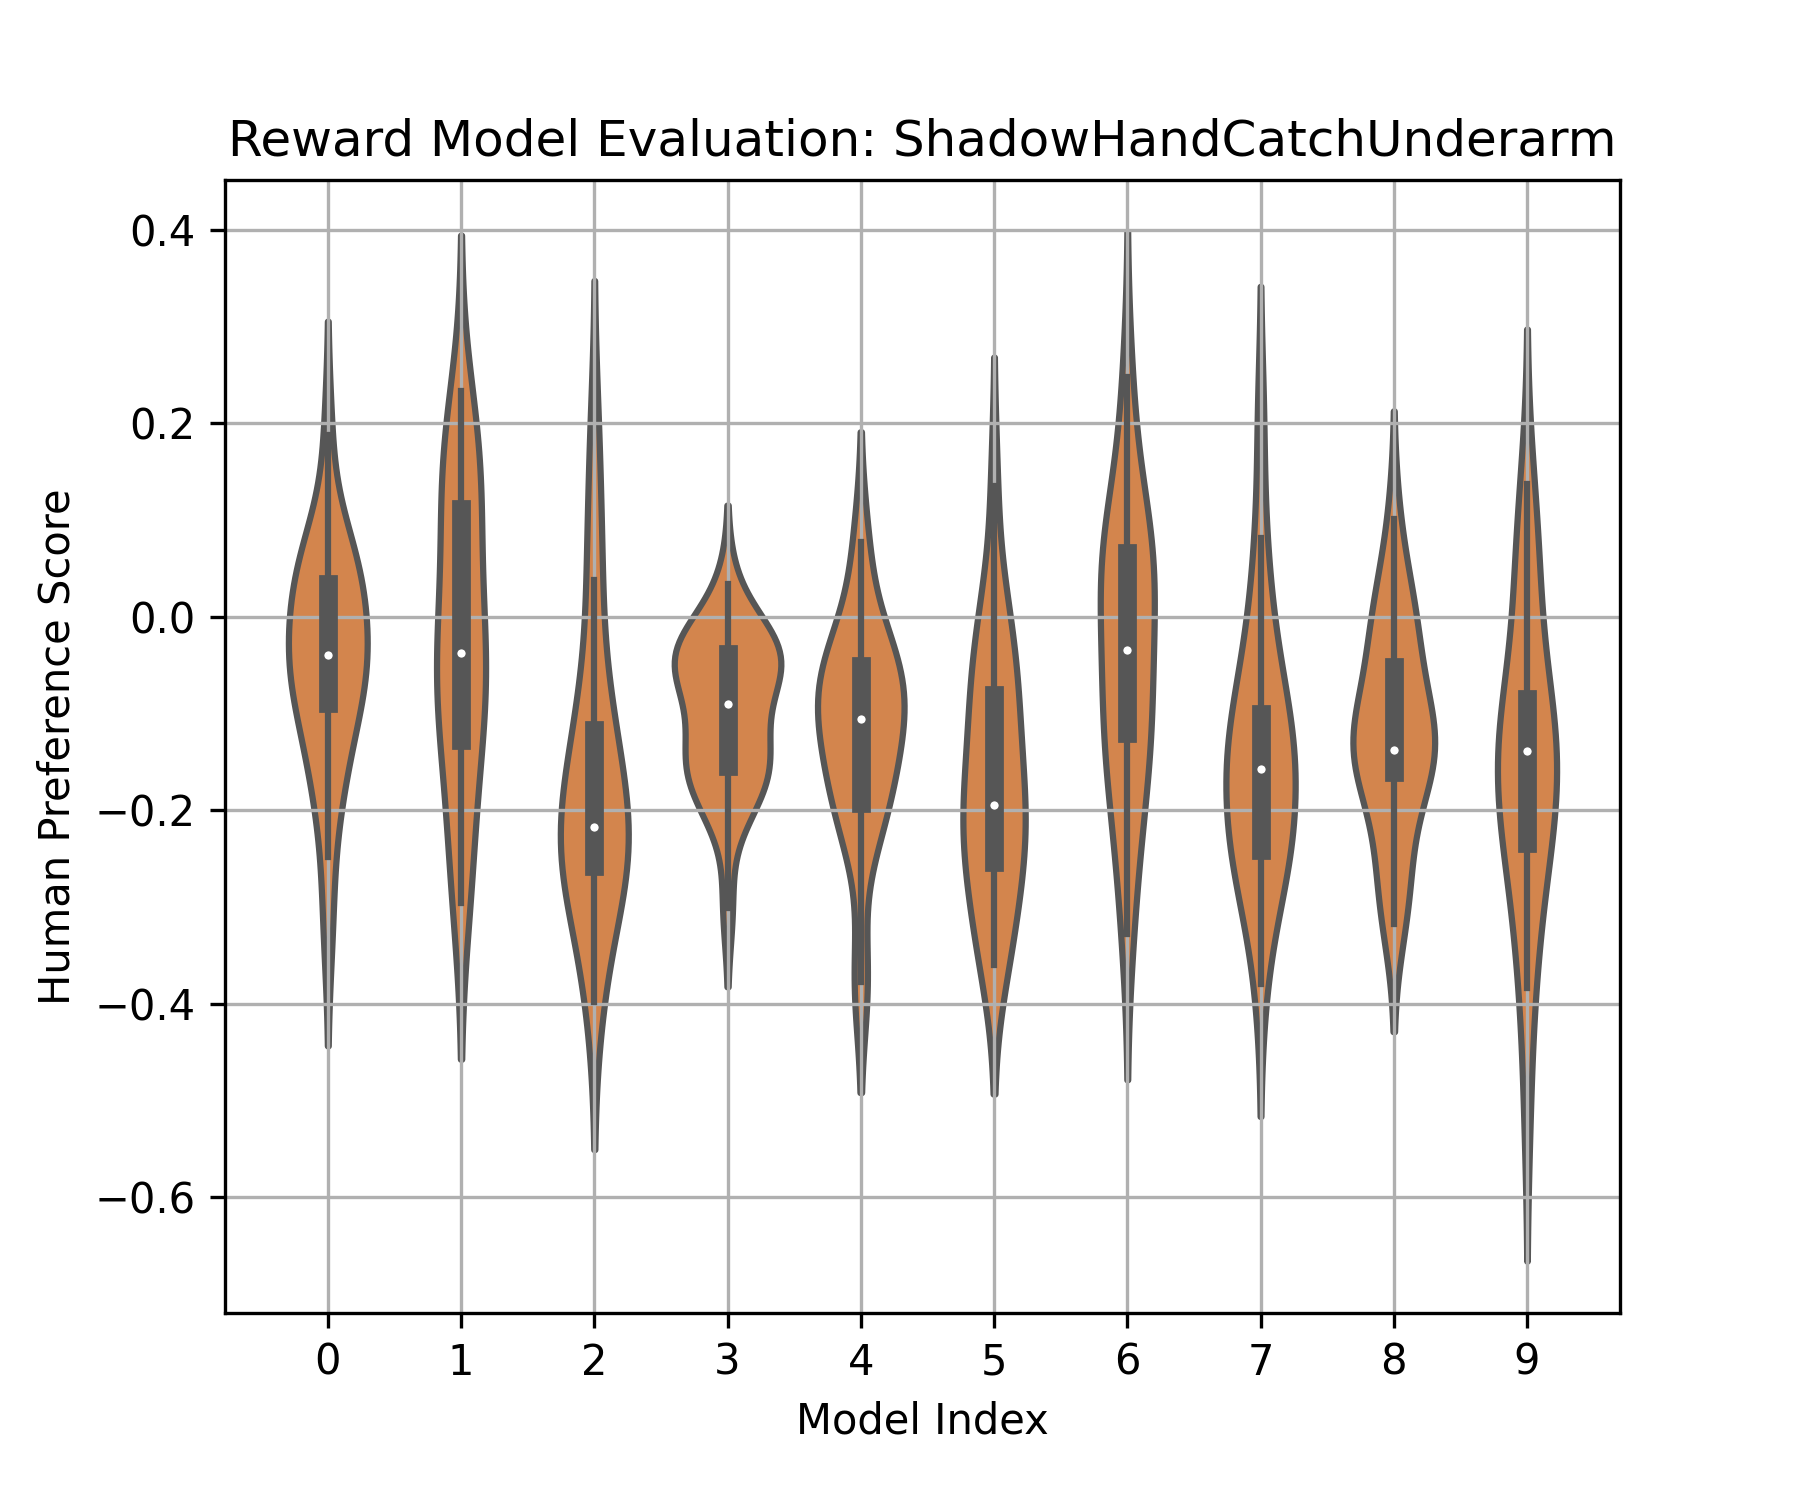 Reward Model Evaluation: ShadowHandCatchUnderarm
0.4
0.2
0.0
−0.2
−0.4
−0.6
Human Preference Score
0 1 2 3 4 5 6 7 8 9
Model Index